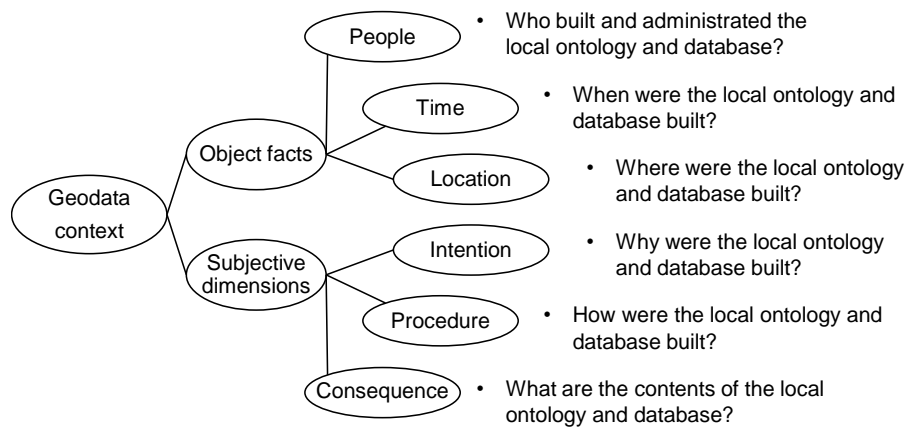 People
• Who built and administrated the
local ontology and database?
Time
• When were the local ontology and
database built?
Object facts
Location
• Where were the local ontology
and database built?
Geodata
context
Subjective
dimensions
Intention
• Why were the local ontology
and database built?
Procedure
• How were the local ontology and
database built?
Consequence
• What are the contents of the local
ontology and database?